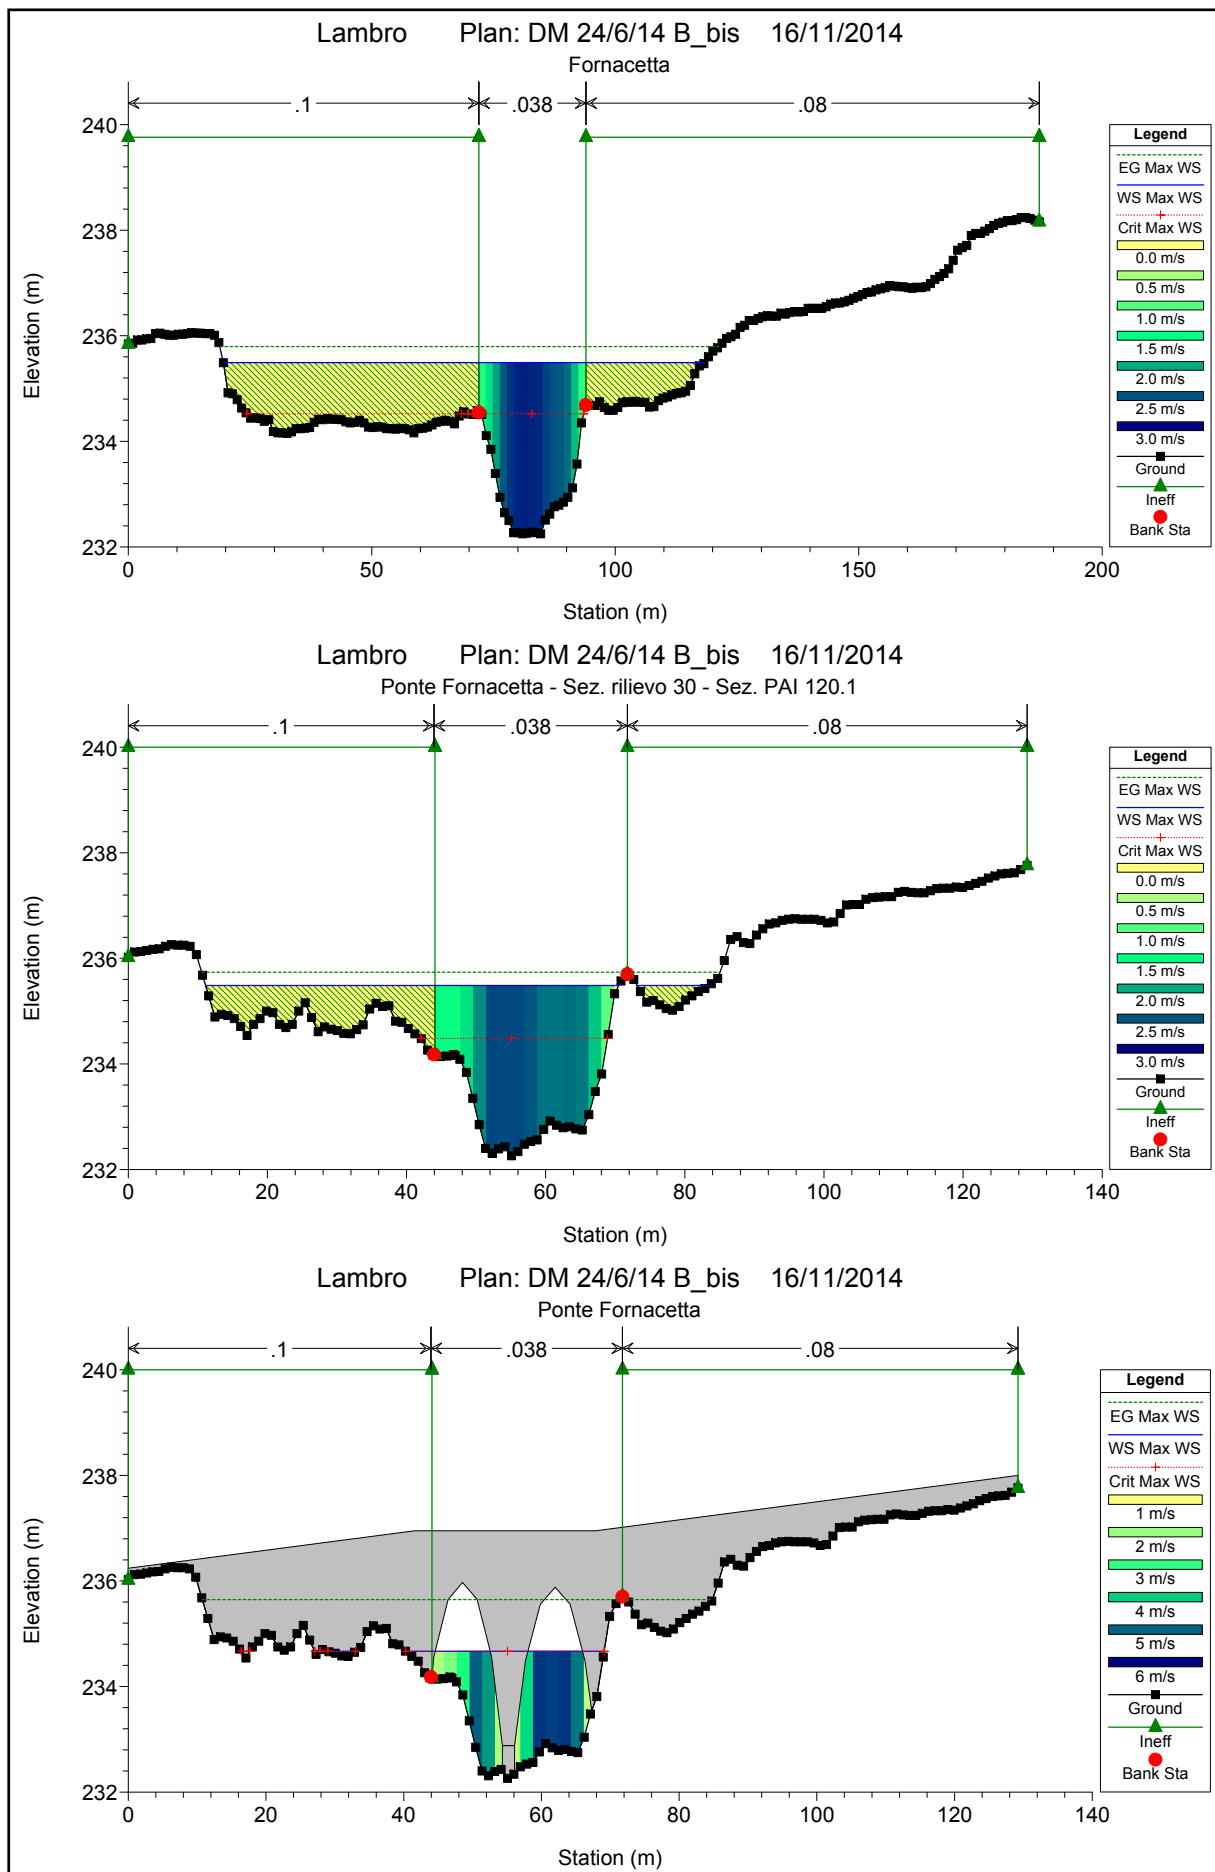 Lambro Plan: DM 24/6/14 B_bis 16/11/2014
Fornacetta
.1 .038 .08
240
238
236
234
232
Elevation (m)
0 50 100 150 200
Station (m)
Legend
EG Max WS
WS Max WS
Crit Max WS
0.0 m/s
0.5 m/s
1.0 m/s
1.5 m/s
2.0 m/s
2.5 m/s
3.0 m/s
Ground
Ineff
Bank Sta
Lambro Plan: DM 24/6/14 B_bis 16/11/2014
Ponte Fornacetta - Sez. rilievo 30 - Sez. PAI 120.1
.1 .038 .08
240
238
236
234
232
Elevation (m)
0 20 40 60 80 100 120 140
Station (m)
Legend
EG Max WS
WS Max WS
Crit Max WS
0.0 m/s
0.5 m/s
1.0 m/s
1.5 m/s
2.0 m/s
2.5 m/s
3.0 m/s
Ground
Ineff
Bank Sta
Lambro Plan: DM 24/6/14 B_bis 16/11/2014
Ponte Fornacetta
.1 .038 .08
240
238
236
234
232
Elevation (m)
0 20 40 60 80 100 120 140
Station (m)
Legend
EG Max WS
WS Max WS
Crit Max WS
1 m/s
2 m/s
3 m/s
4 m/s
5 m/s
6 m/s
Ground
Ineff
Bank Sta